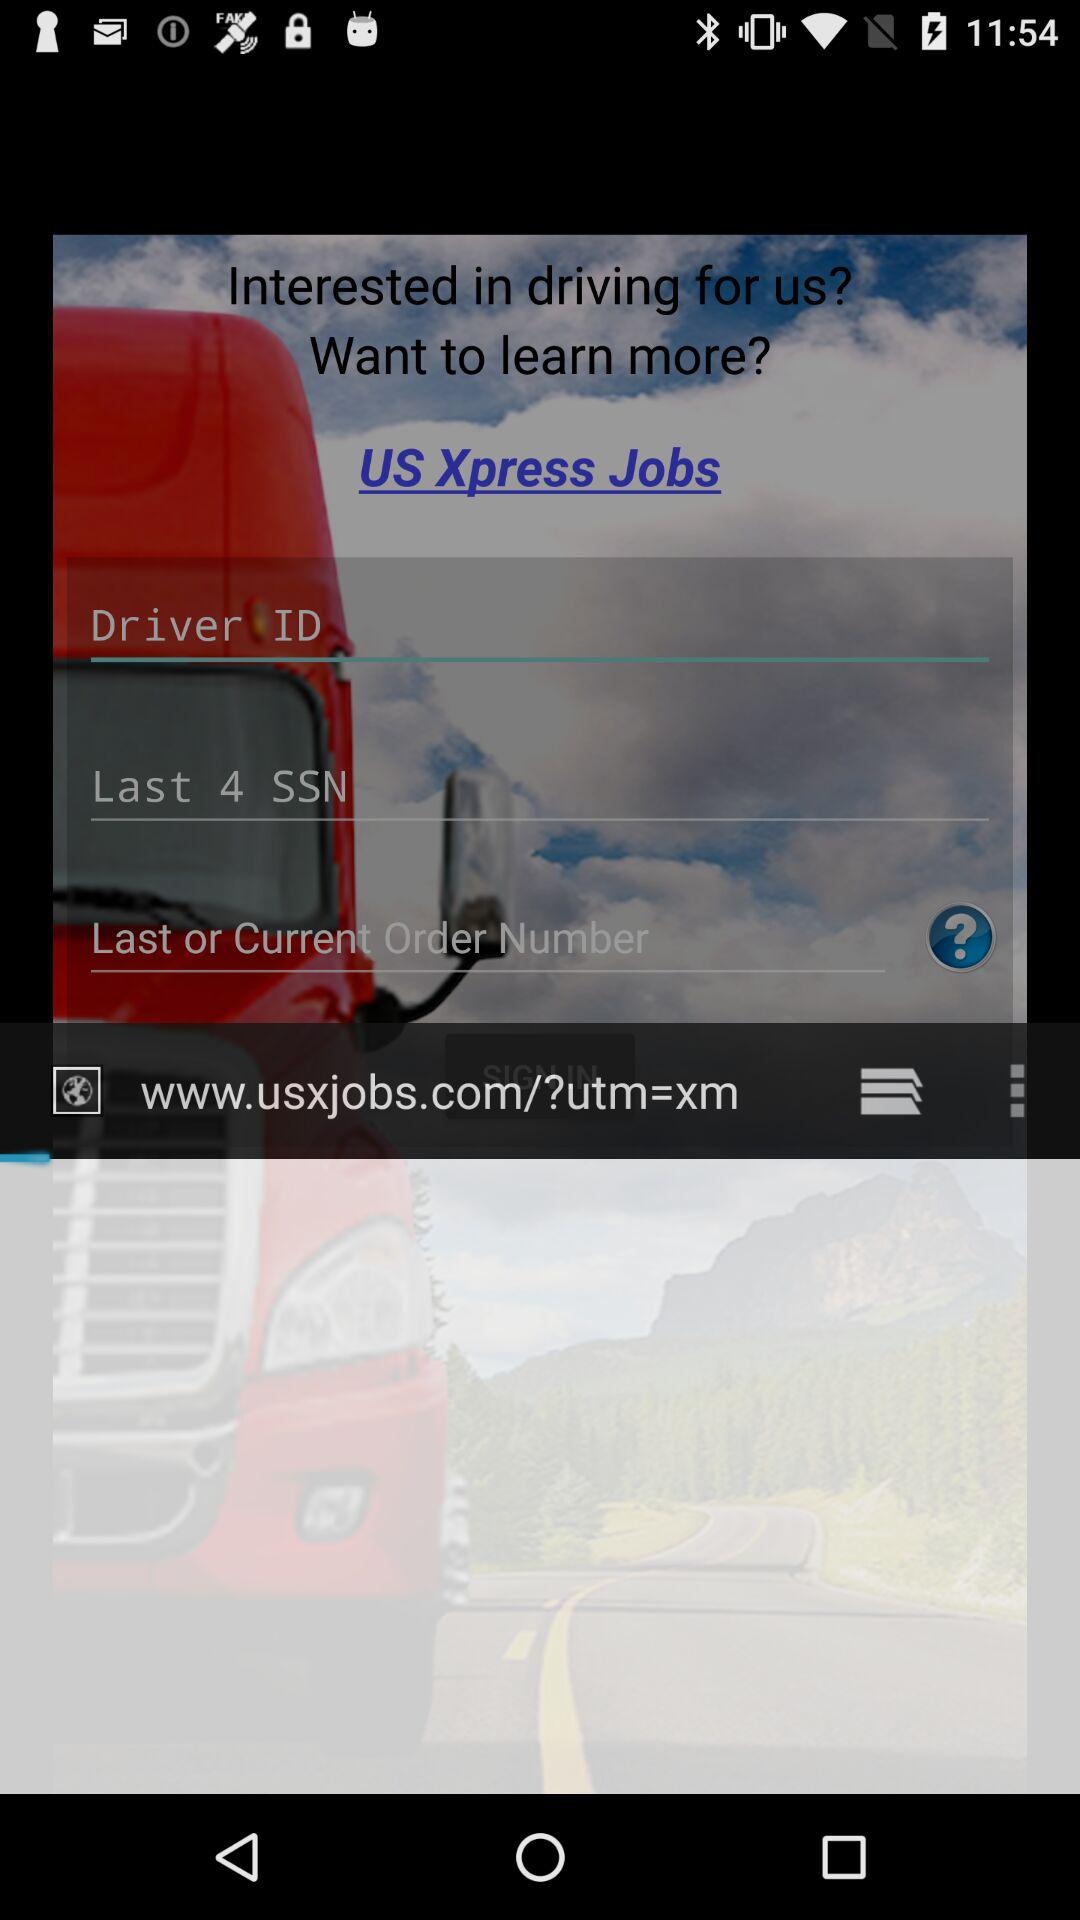 FAKE
11:54
Interested in driving for us?
Want to learn more?
US Xpress Jobs
Driver ID
Last 4 SSN
Last or Current Order Number
?
SIGN IN
www.usxjobs.com/?utm=xm